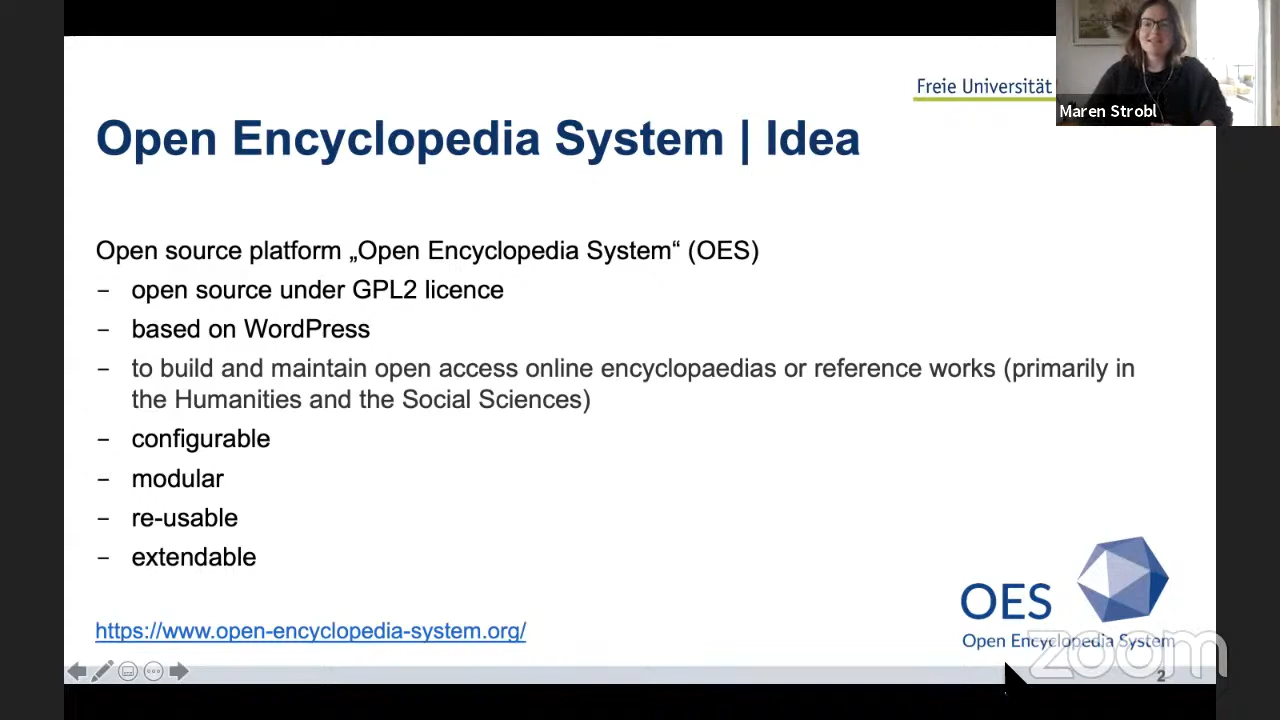 Freie Universität
Maren Strobl
Open Encyclopedia System | Idea
Open source platform „Open Encyclopedia System“ (OES)
– open source under GPL2 licence
– based on WordPress
– to build and maintain open access online encyclopaedias or reference works (primarily in
the Humanities and the Social Sciences)
– configurable
– modular
– re-usable
– extendable
https://www.open-encyclopedia-system.org/
OES
Open Encyclopedia System
zoom
2